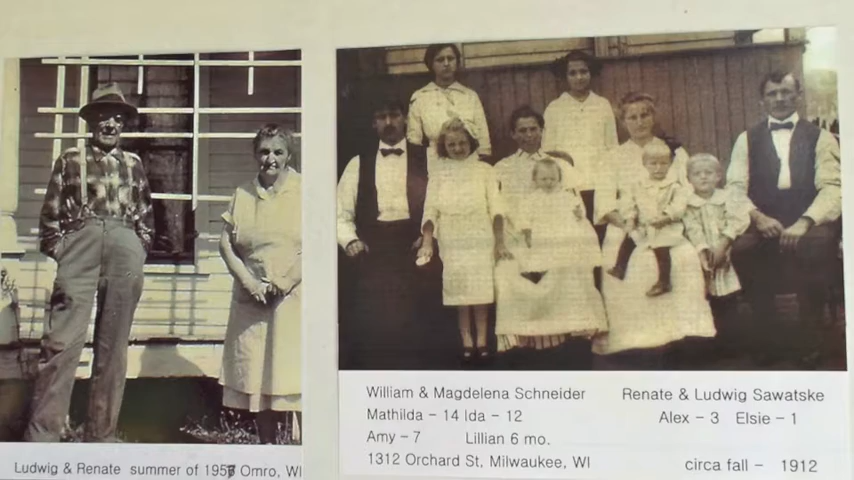 Ludwig & Renate summer of 1957 Omro, WI
William & Magdelena Schneider
Mathilda - 14 Ida - 12
Amy - 7 Lillian 6 mo.
1312 Orchard St, Milwaukee, WI
Renate & Ludwig Sawatske
Alex - 3 Elsie - 1
circa fall - 1912